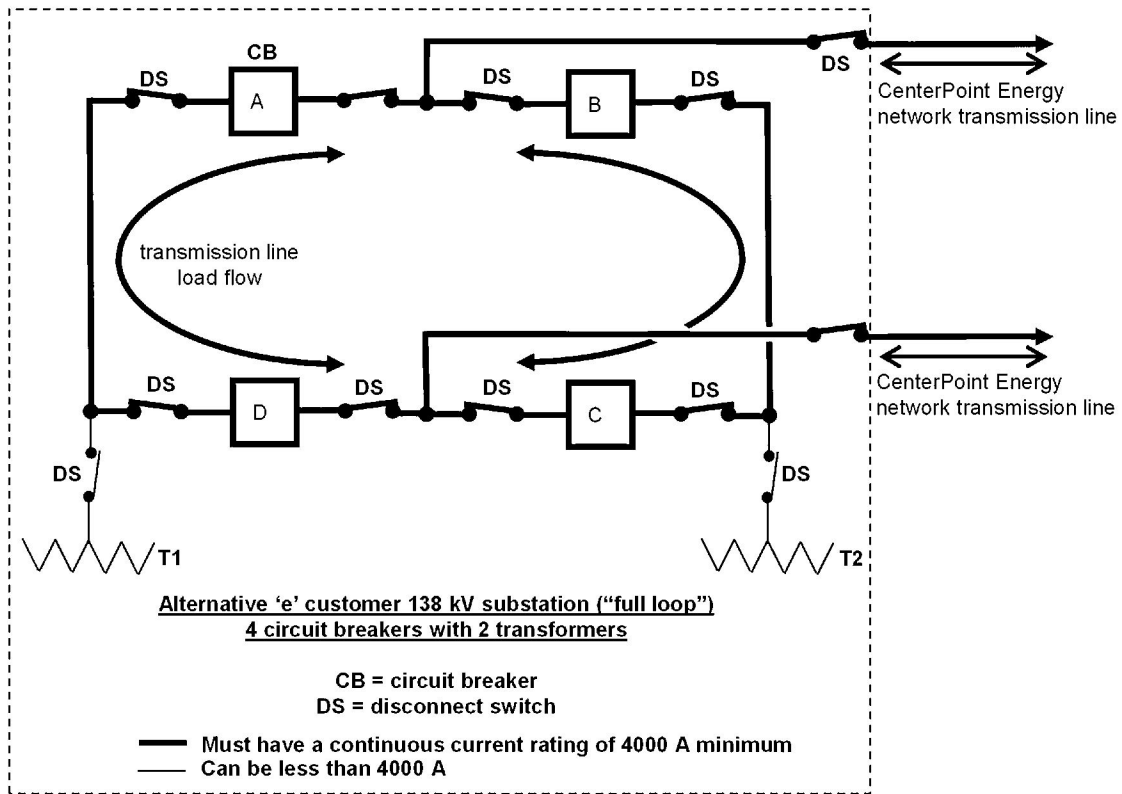 CB
DS
A
DS
B
DS
DS
CenterPoint Energy
network transmission line
transmission line
load flow
DS
D
DS
DS
C
DS
CenterPoint Energy
network transmission line
DS
T1
DS
T2
Alternative ‘e’ customer 138 kV substation (“full loop”)
4 circuit breakers with 2 transformers
CB = circuit breaker
DS = disconnect switch
Must have a continuous current rating of 4000 A minimum
Can be less than 4000 A